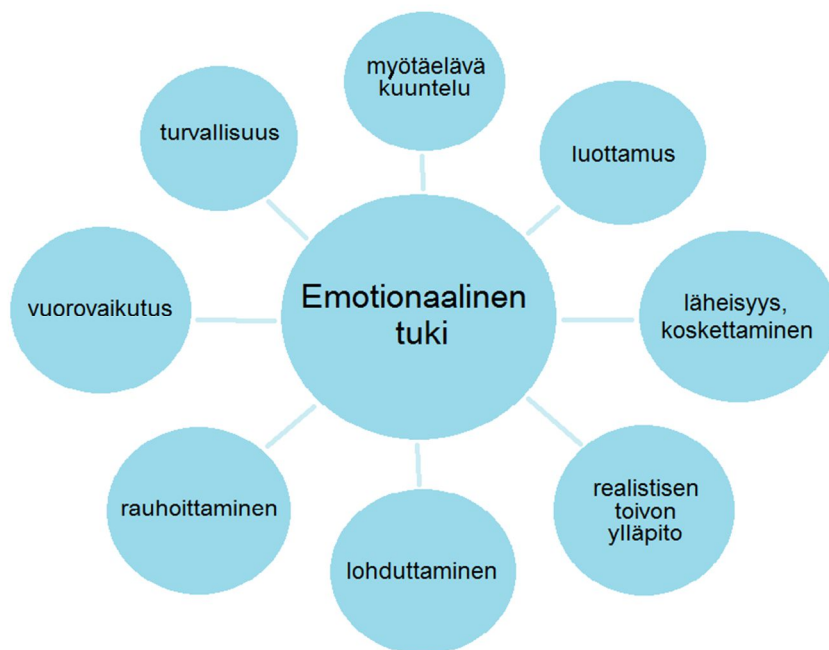 myötäelävä
kuuntelu
turvallisuus
luottamus
vuorovaikutus
Emotionaalinen
tuki
läheisyys,
koskettaminen
rauhoittaminen
realistisen
toivon
ylläpito
lohduttaminen